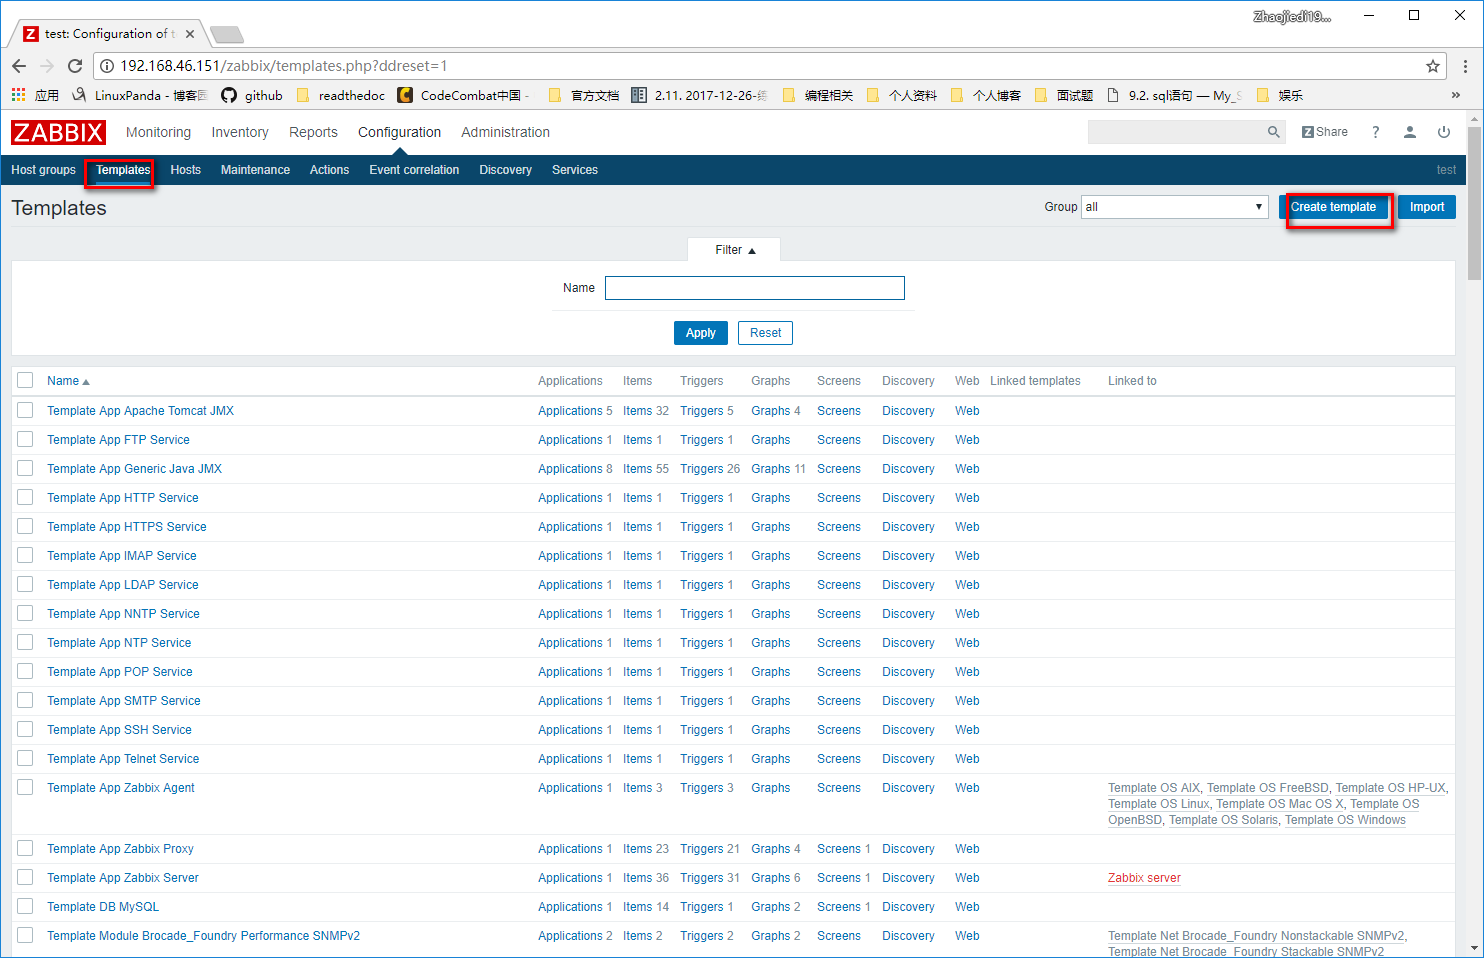 Zhaojiedi19...
test: Configuration of t
192.168.46.151/zabbix/templates.php?ddreset=1
应用 LinuxPanda - 博客园 github readthedoc CodeCombat中国 - 官方文档 2.11. 2017-12-26-练 编程相关 个人资料 个人博客 面试题 9.2. sql语句 — My_S 娱乐 »
ZABBIX Monitoring Inventory Reports Configuration Administration Z Share ?
Host groups Templates Hosts Maintenance Actions Event correlation Discovery Services test
Templates Group all Create template Import
Filter
Name
Apply Reset
Name Applications Items Triggers Graphs Screens Discovery Web Linked templates Linked to
Template App Apache Tomcat JMX Applications 5 Items 32 Triggers 5 Graphs 4 Screens Discovery Web
Template App FTP Service Applications 1 Items 1 Triggers 1 Graphs Screens Discovery Web
Template App Generic Java JMX Applications 8 Items 55 Triggers 26 Graphs 11 Screens Discovery Web
Template App HTTP Service Applications 1 Items 1 Triggers 1 Graphs Screens Discovery Web
Template App HTTPS Service Applications 1 Items 1 Triggers 1 Graphs Screens Discovery Web
Template App IMAP Service Applications 1 Items 1 Triggers 1 Graphs Screens Discovery Web
Template App LDAP Service Applications 1 Items 1 Triggers 1 Graphs Screens Discovery Web
Template App NNTP Service Applications 1 Items 1 Triggers 1 Graphs Screens Discovery Web
Template App NTP Service Applications 1 Items 1 Triggers 1 Graphs Screens Discovery Web
Template App POP Service Applications 1 Items 1 Triggers 1 Graphs Screens Discovery Web
Template App SMTP Service Applications 1 Items 1 Triggers 1 Graphs Screens Discovery Web
Template App SSH Service Applications 1 Items 1 Triggers 1 Graphs Screens Discovery Web
Template App Telnet Service Applications 1 Items 1 Triggers 1 Graphs Screens Discovery Web
Template App Zabbix Agent Applications 1 Items 3 Triggers 3 Graphs Screens Discovery Web Template OS AIX, Template OS FreeBSD, Template OS HP-UX,
Template OS Linux, Template OS Mac OS X, Template OS
OpenBSD, Template OS Solaris, Template OS Windows
Template App Zabbix Proxy Applications 1 Items 23 Triggers 21 Graphs 4 Screens 1 Discovery Web
Template App Zabbix Server Applications 1 Items 36 Triggers 31 Graphs 6 Screens 1 Discovery Web Zabbix server
Template DB MySQL Applications 1 Items 14 Triggers 1 Graphs 2 Screens 1 Discovery Web
Template Module Brocade_Foundry Performance SNMPv2 Applications 2 Items 2 Triggers 2 Graphs 2 Screens Discovery Web Template Net Brocade_Foundry Nonstackable SNMPv2,
Template Net Brocade_Foundry Stackable SNMPv2